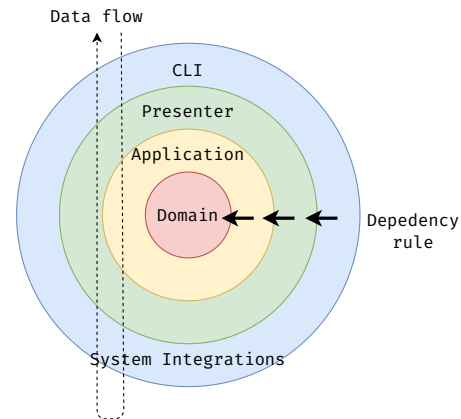 Data flow
CLI
Presenter
Application
Domain
Depedency
rule
System Integrations